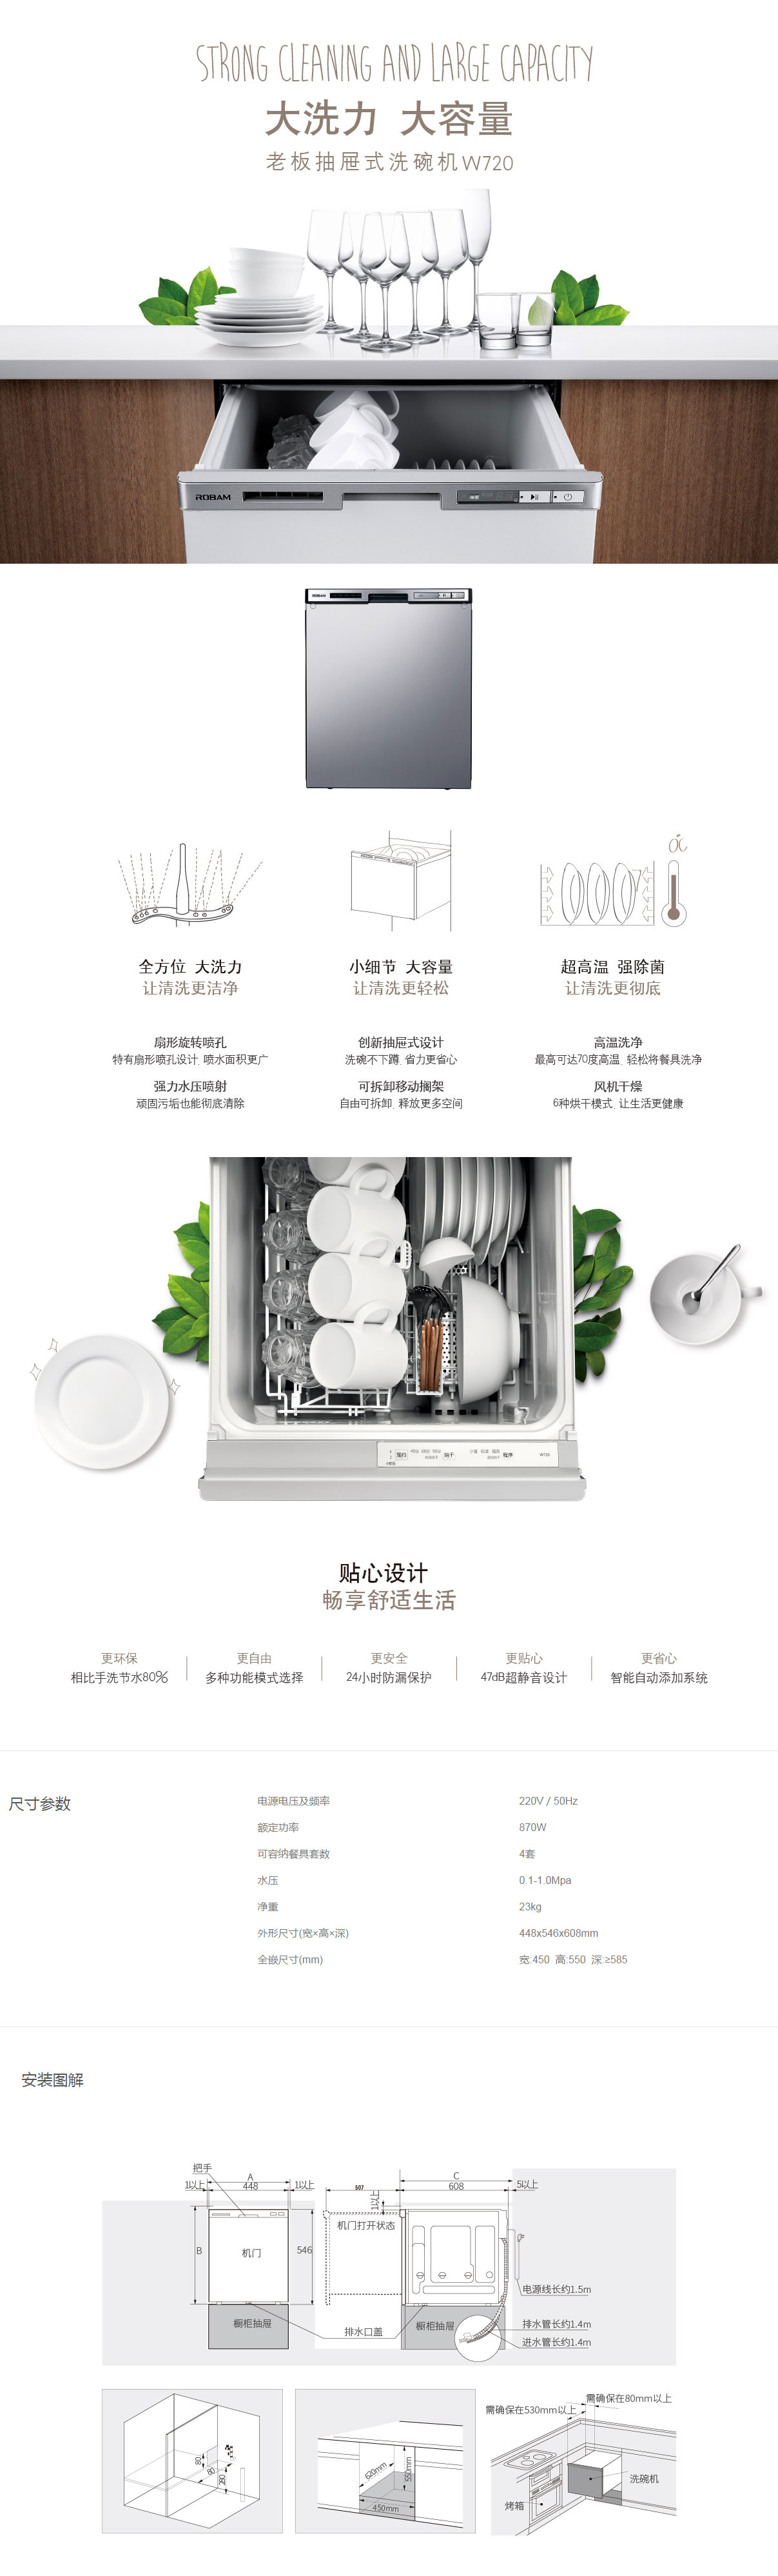 STRONG CLEANING AND LARGE CAPACITY
大洗力 大容量
老板抽屉式洗碗机W720
ROBAM
ROBAM
℃
全方位 大洗力
让清洗更洁净
小细节 大容量
让清洗更轻松
超高温 强除菌
让清洗更彻底
扇形旋转喷孔
特有扇形喷孔设计, 喷水面积更广
强力水压喷射
顽固污垢也能彻底清除
创新抽屉式设计
洗碗不下蹲, 省力更省心
可拆卸移动搁架
自由可拆卸, 释放更多空间
高温洗净
最高可达70度高温, 轻松将餐具洗净
风机干燥
6种烘干模式, 让生活更健康
预约
烘干
程序
W720
贴心设计
畅享舒适生活
更环保
相比手洗节水80%
更自由
多种功能模式选择
更安全
24小时防漏保护
更贴心
47dB超静音设计
更省心
智能自动添加系统
尺寸参数
电源电压及频率 220V / 50Hz
额定功率 870W
可容纳餐具套数 4套
水压 0.1-1.0Mpa
净重 23kg
外形尺寸(宽×高×深) 448x546x608mm
全嵌尺寸(mm) 宽:450 高:550 深:≥585
安装图解
把手
1以上
A
448
1以上
507
1以上
C
608
5以上
机门打开状态
B
机门
546
电源线长约1.5m
橱柜抽屉
排水口盖
橱柜抽屉
排水管长约1.4m
进水管长约1.4m
80
80
280
620mm
550mm
450mm
需确保在80mm以上
需确保在530mm以上
洗碗机
烤箱